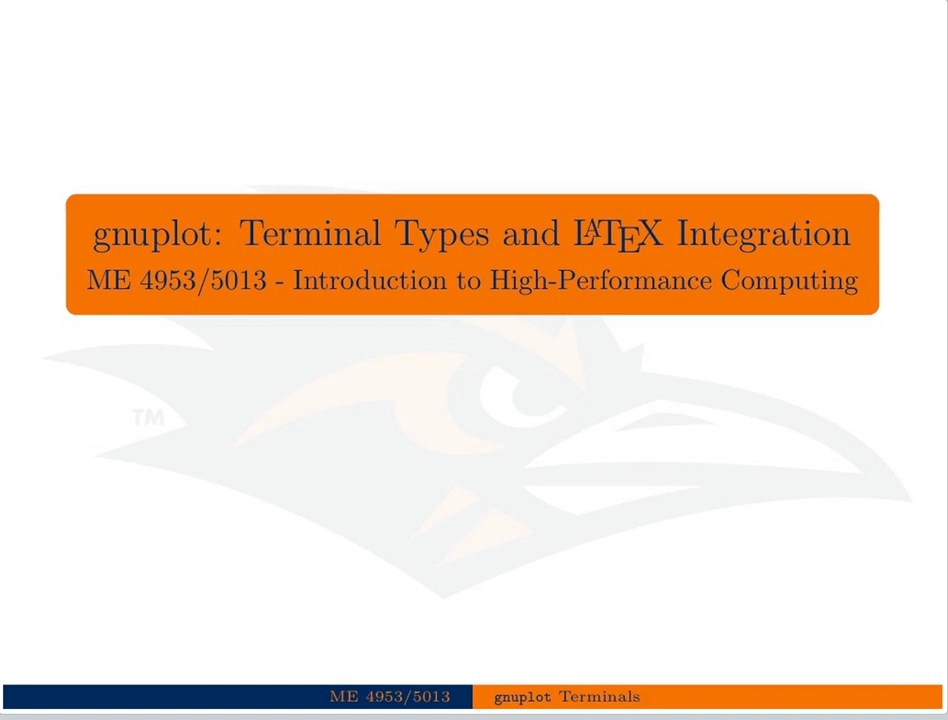 gnuplot: Terminal Types and LATEX Integration
ME 4953/5013 - Introduction to High-Performance Computing
TM
ME 4953/5013
gnuplot Terminals